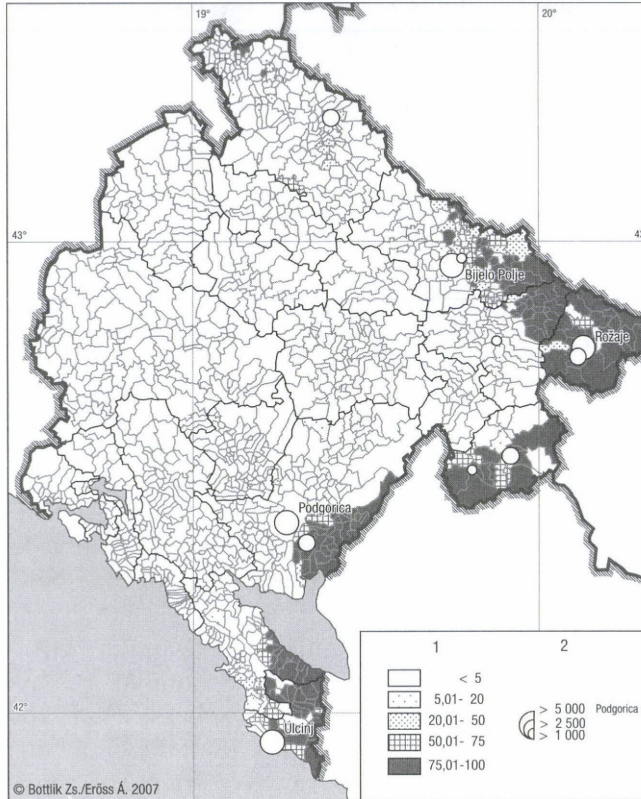 19°
20°
43°
42
Bijelo Polje
Rožaje
Podgorica
42°
Ulcinj
1
2
< 5
5,01- 20
20,01- 50
50,01- 75
75,01-100
> 5 000
> 2 500
> 1 000
Podgorica
© Bottlik Zs./Erőss Á. 2007